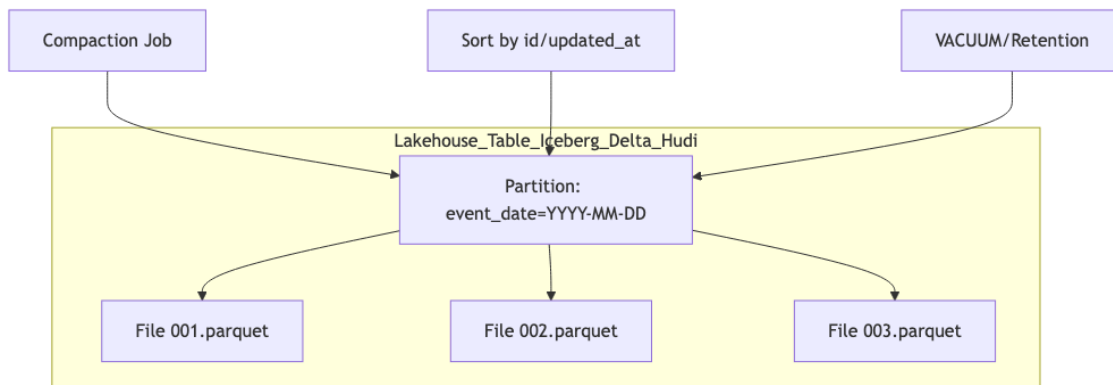 Compaction Job
Sort by id/updated_at
VACUUM/Retention
Lakehouse_Table_Iceberg_Delta_Hudi
Partition:
event_date=YYYY-MM-DD
File 001.parquet
File 002.parquet
File 003.parquet